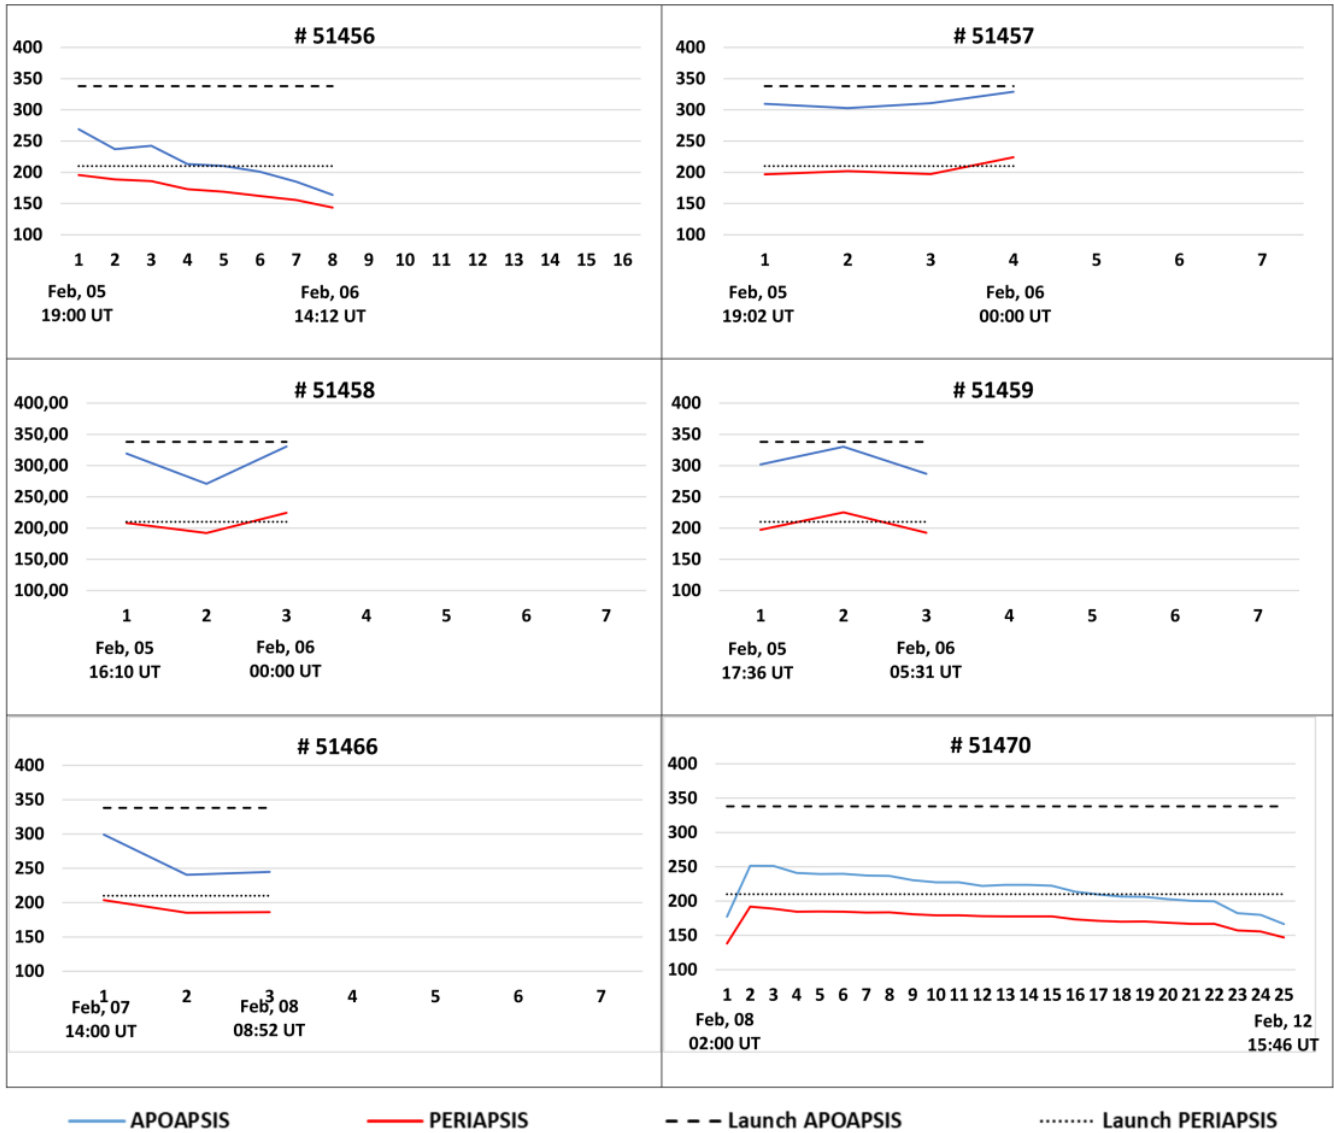 # 51456
400
350
300
250
200
150
100
1 2 3 4 5 6 7 8 9 10 11 12 13 14 15 16
Feb, 05
19:00 UT
Feb, 06
14:12 UT
# 51457
400
350
300
250
200
150
100
1 2 3 4 5 6 7
Feb, 05
19:02 UT
Feb, 06
00:00 UT
# 51458
400,00
350,00
300,00
250,00
200,00
150,00
100,00
1 2 3 4 5 6 7
Feb, 05
16:10 UT
Feb, 06
00:00 UT
# 51459
400
350
300
250
200
150
100
1 2 3 4 5 6 7
Feb, 05
17:36 UT
Feb, 06
05:31 UT
# 51466
400
350
300
250
200
150
100
1 2 3 4 5 6 7
Feb, 07
14:00 UT
Feb, 08
08:52 UT
# 51470
400
350
300
250
200
150
100
1 2 3 4 5 6 7 8 9 10 11 12 13 14 15 16 17 18 19 20 21 22 23 24 25
Feb, 08
02:00 UT
Feb, 12
15:46 UT
APOAPSIS PERIAPSIS Launch APOAPSIS Launch PERIAPSIS